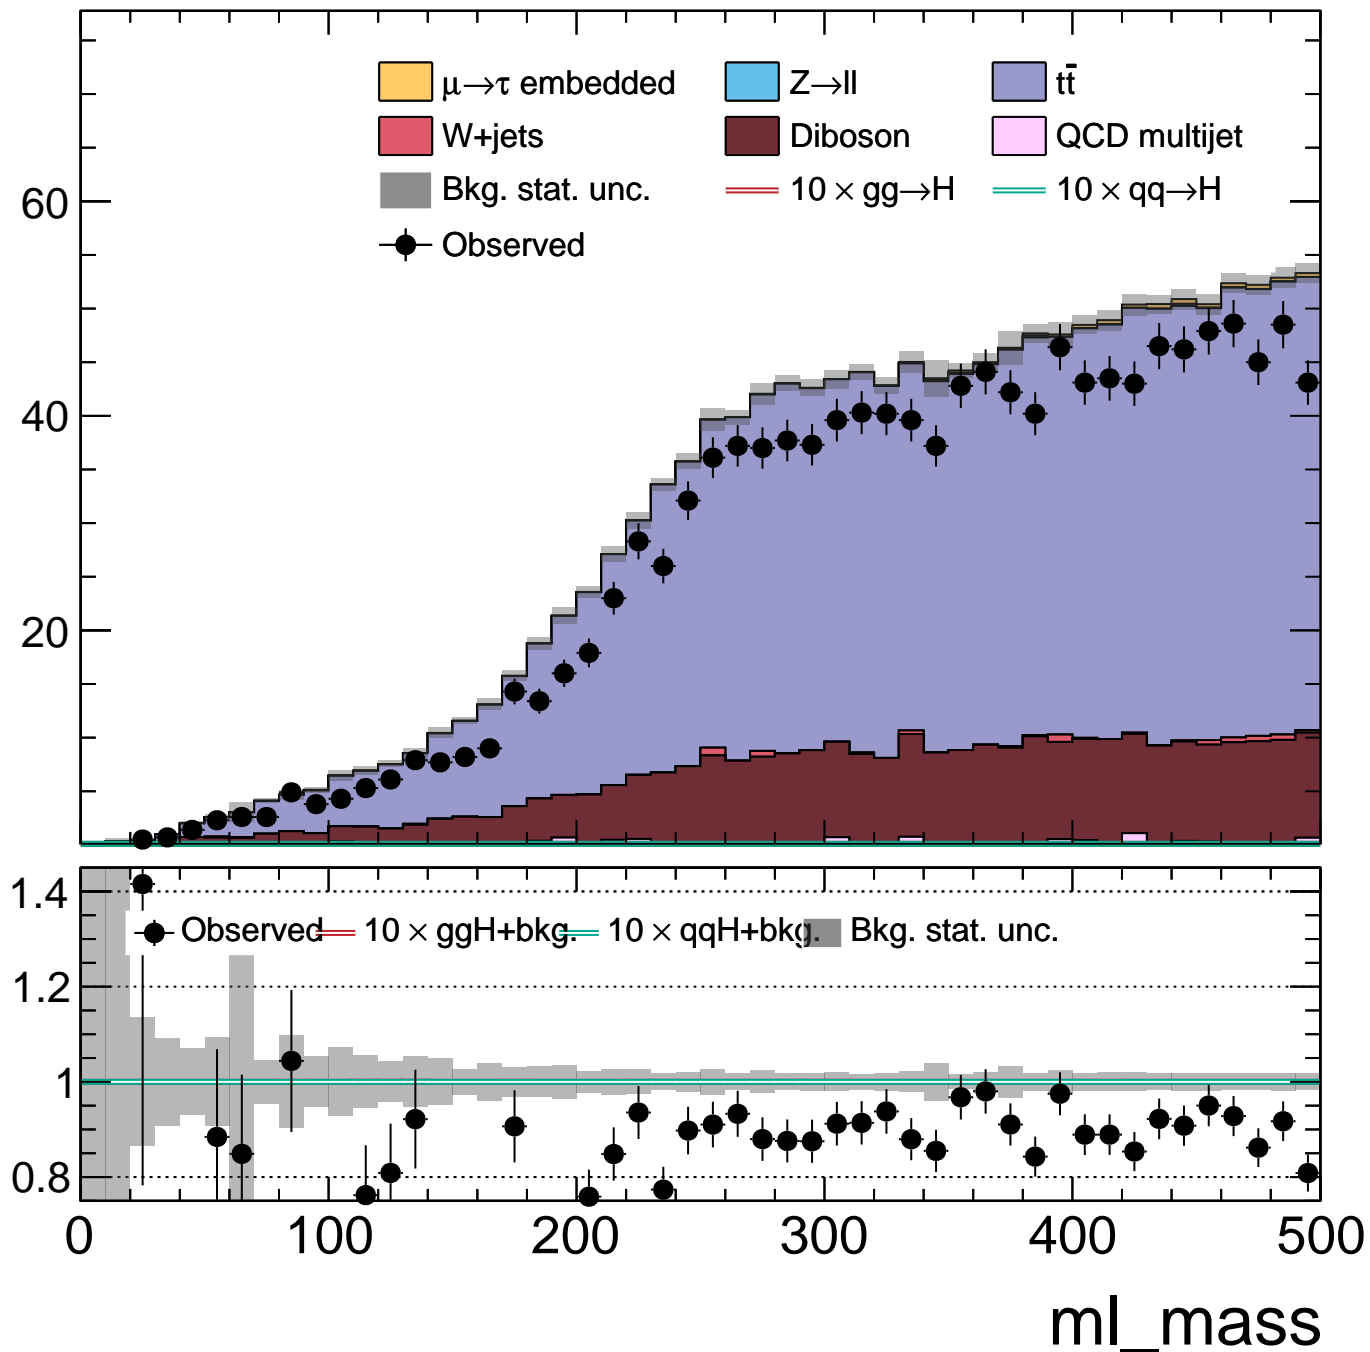 μ→τ embedded Z→ll tt̄
W+jets Diboson QCD multijet
Bkg. stat. unc. 10 × gg→H 10 × qq→H
Observed
60
40
20
1.4
Observed 10 × ggH+bkg. 10 × qqH+bkg. Bkg. stat. unc.
1.2
1
0.8
0 100 200 300 400 500
ml_mass